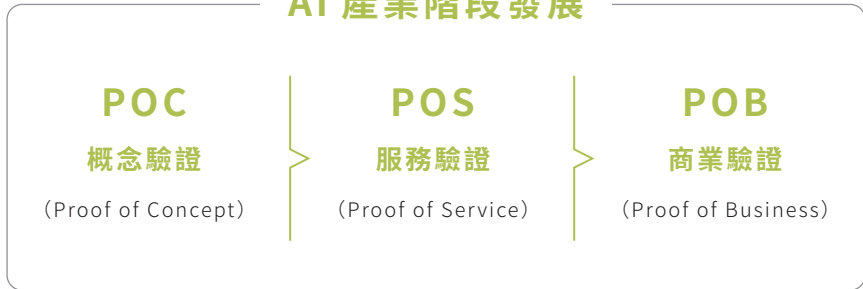 AI 產業階段發展
POC
概念驗證
（Proof of Concept）
POS
服務驗證
（Proof of Service）
POB
商業驗證
（Proof of Business）